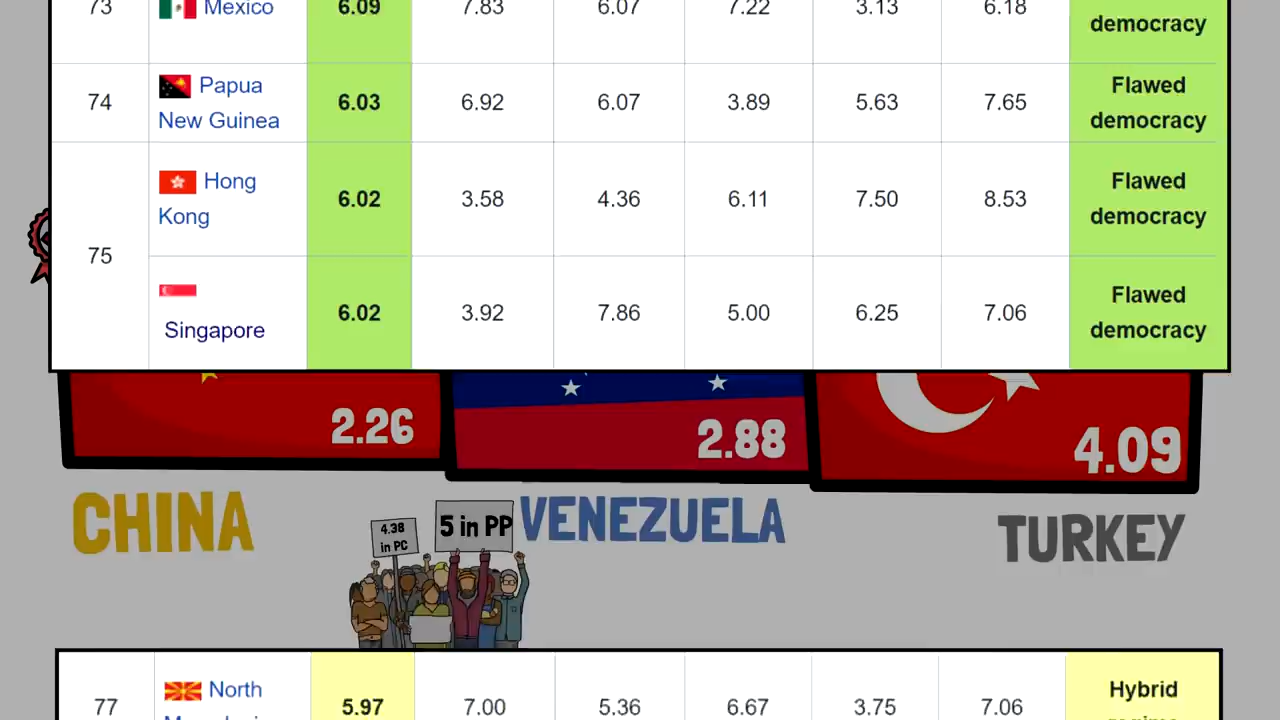 73 Mexico 6.09 7.83 6.07 7.22 3.13 6.18
democracy
74 Papua New Guinea 6.03 6.92 6.07 3.89 5.63 7.65 Flawed democracy
75
Hong Kong 6.02 3.58 4.36 6.11 7.50 8.53 Flawed democracy
Singapore 6.02 3.92 7.86 5.00 6.25 7.06 Flawed democracy
2.26
2.88
4.09
CHINA
VENEZUELA
TURKEY
4.38
in PC
5 in PP
77 North 5.97 7.00 5.36 6.67 3.75 7.06 Hybrid